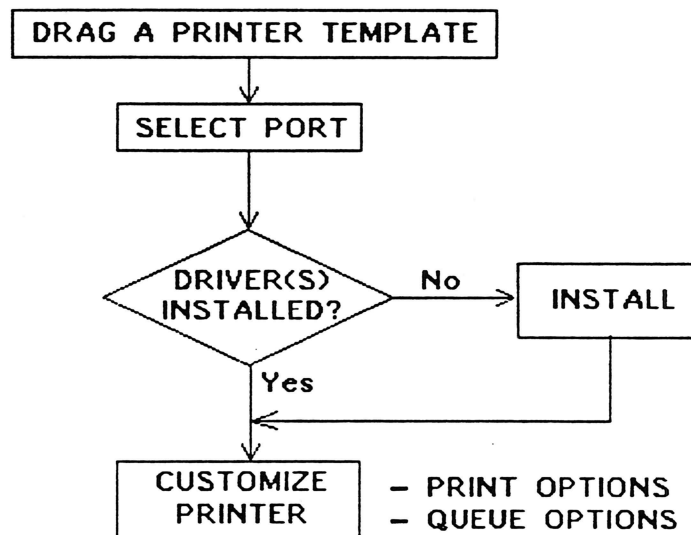 DRAG A PRINTER TEMPLATE
SELECT PORT
DRIVER(S)
INSTALLED?
No
INSTALL
Yes
CUSTOMIZE
PRINTER
- PRINT OPTIONS
- QUEUE OPTIONS